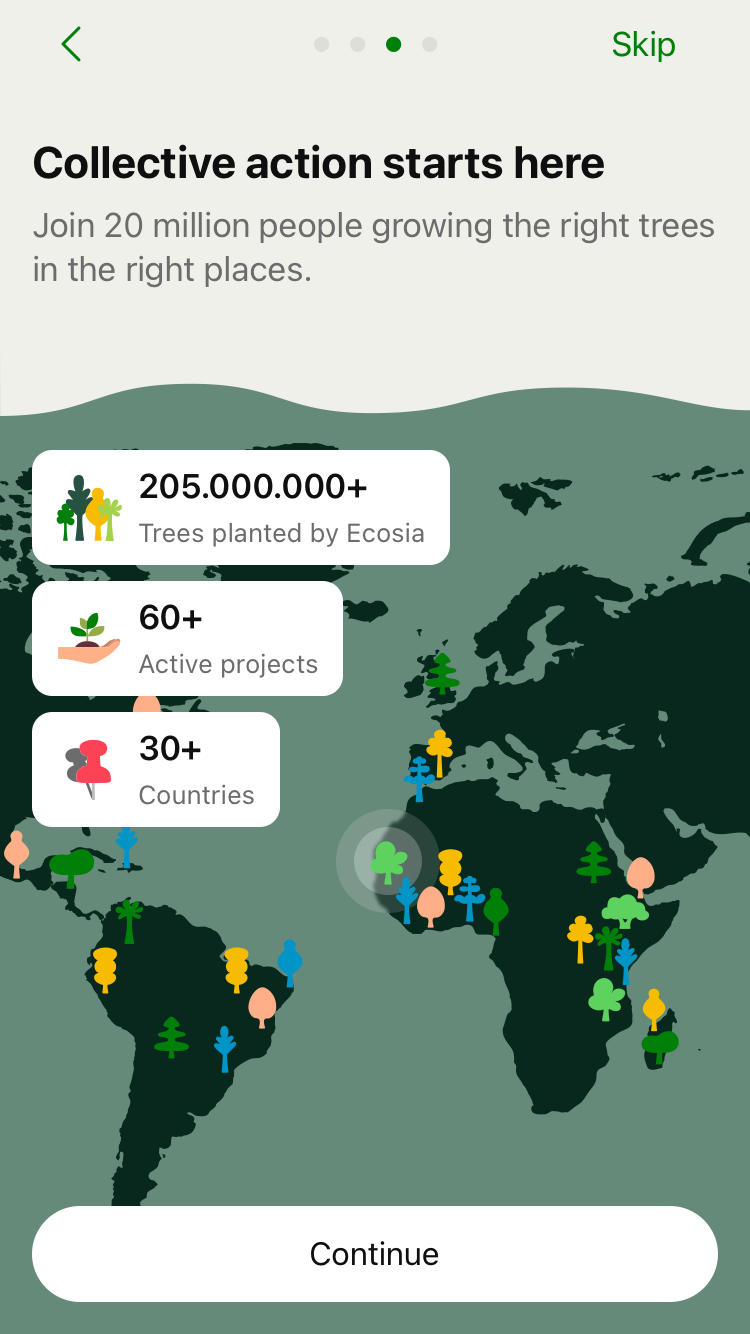 Skip
Collective action starts here
Join 20 million people growing the right trees
in the right places.
205.000.000+
Trees planted by Ecosia
60+
Active projects
30+
Countries
Continue